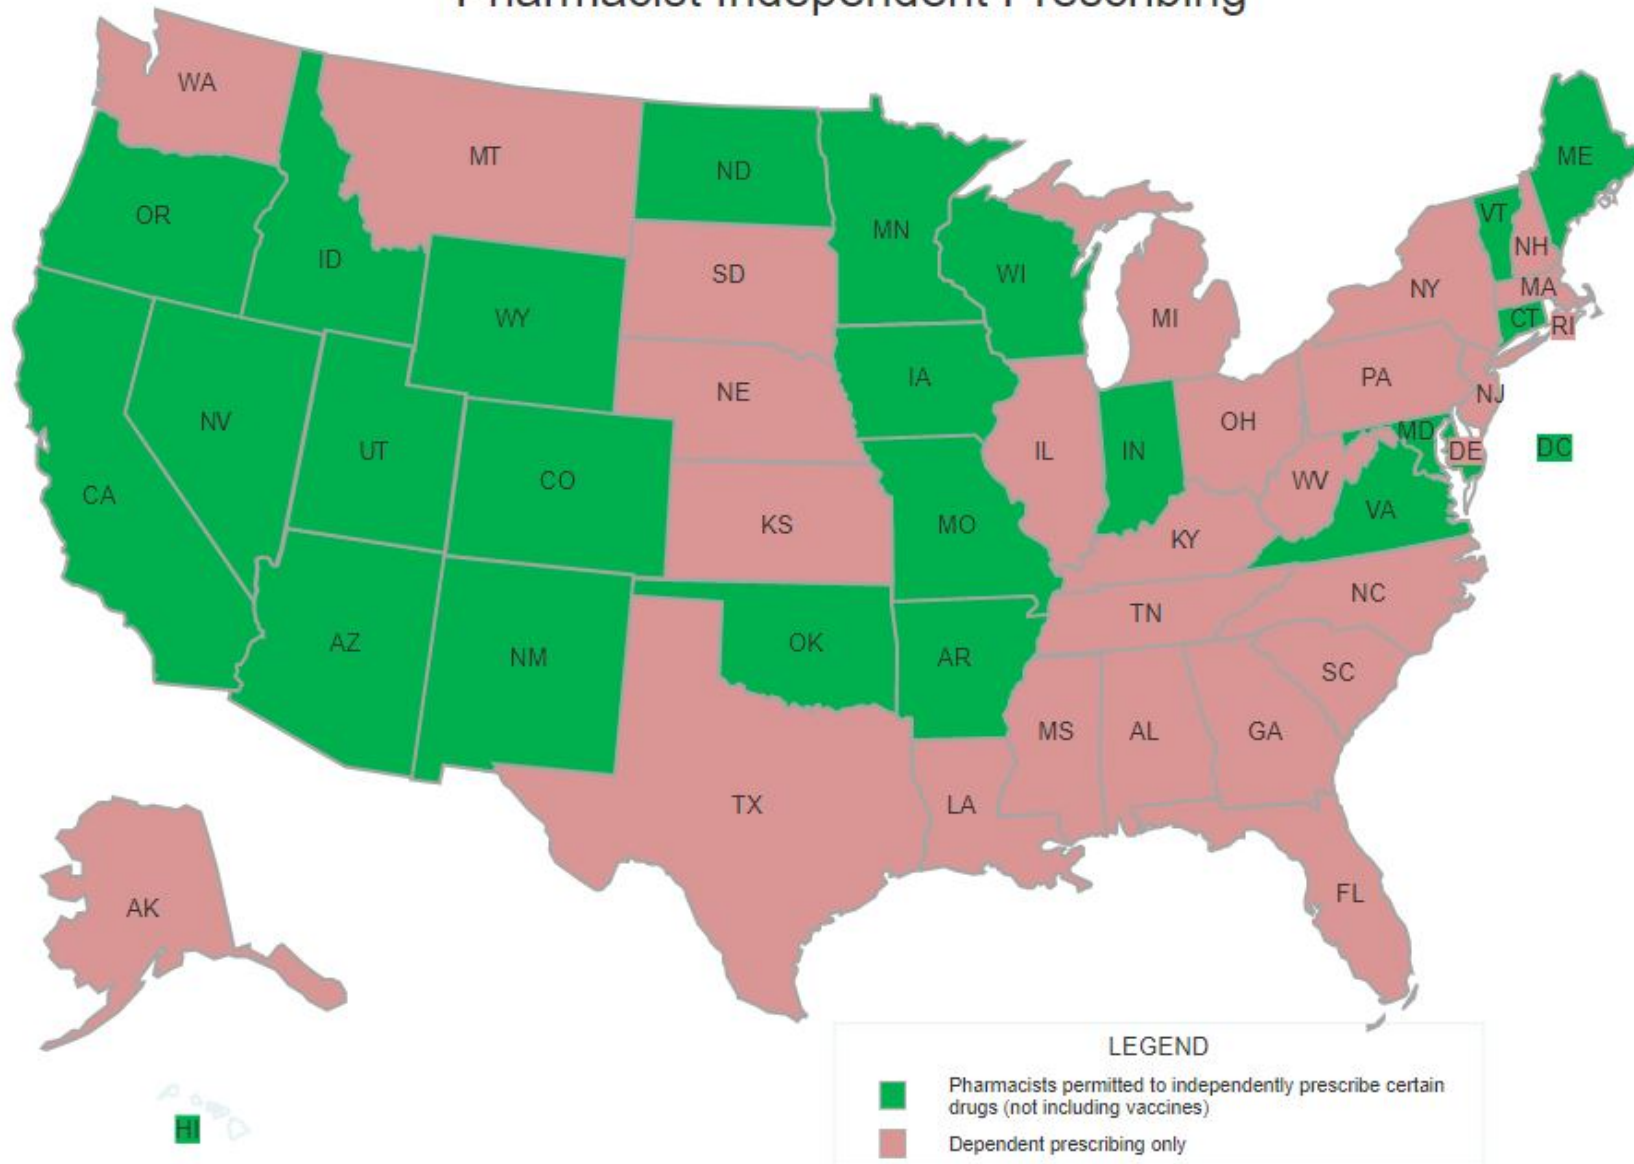 Pharmacist Independent Prescribing
WA
MT
ND
ME
OR
MN
VT
ID
SD
WI
NH
WY
NY
MA
MI
CT
RI
IA
NE
PA
NJ
NV
OH
MD
UT
IL
IN
DE
DC
CO
WV
CA
KS
MO
VA
KY
NC
TN
AZ
OK
NM
AR
SC
MS
AL
GA
TX
LA
FL
AK
HI
LEGEND
Pharmacists permitted to independently prescribe certain
drugs (not including vaccines)
Dependent prescribing only